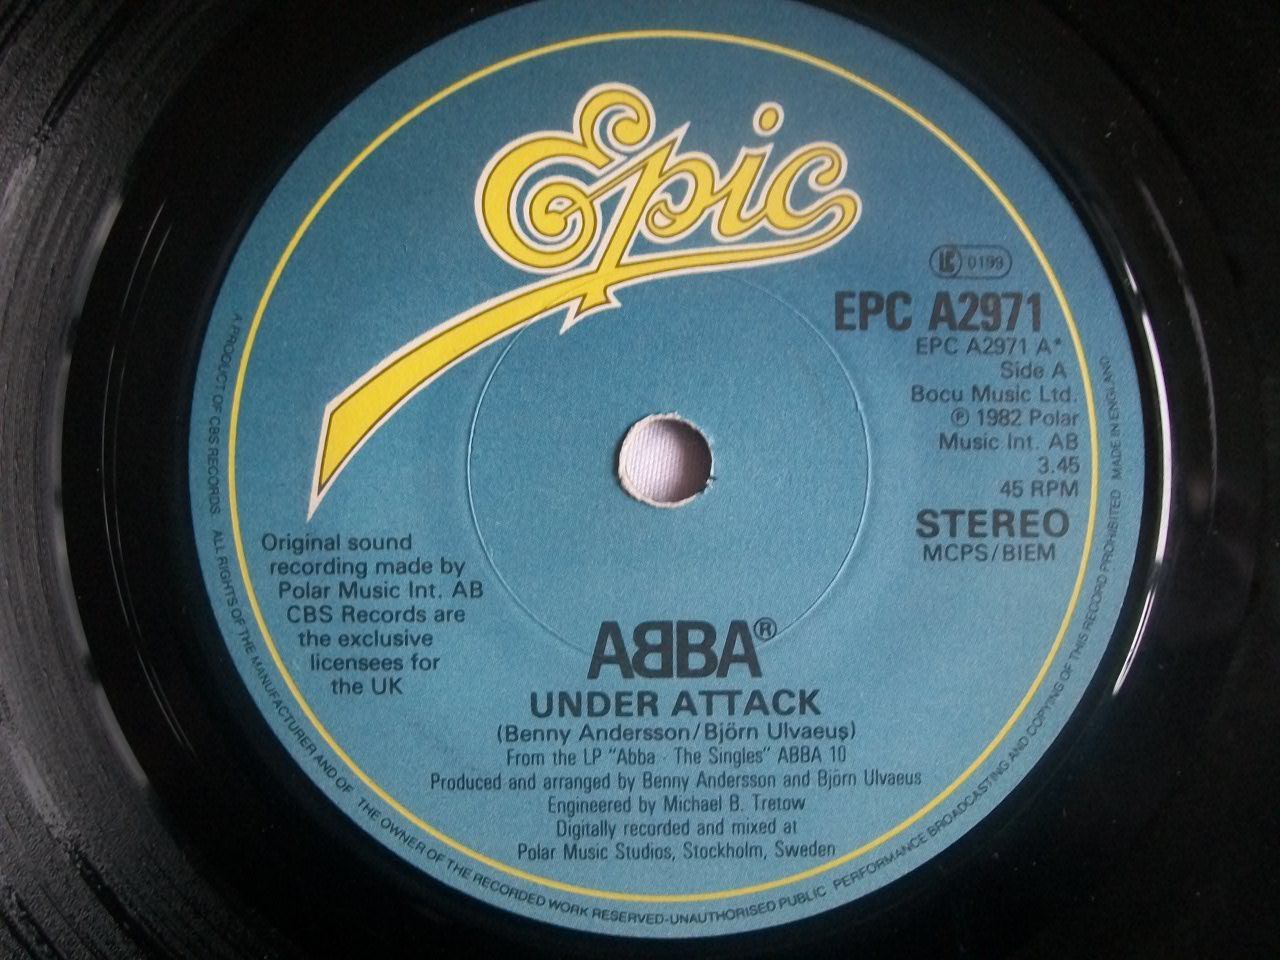 Epic
LC 0199
EPC A2971
EPC A2971 A*
Side A
Bocu Music Ltd.
℗ 1982 Polar
Music Int. AB
3.45
45 RPM
STEREO
MCPS/BIEM
Original sound
recording made by
Polar Music Int. AB
CBS Records are
the exclusive
licensees for
the UK
ABBA®
UNDER ATTACK
(Benny Andersson/Björn Ulvaeus)
From the LP "Abba - The Singles" ABBA 10
Produced and arranged by Benny Andersson and Björn Ulvaeus
Engineered by Michael B. Tretow
Digitally recorded and mixed at
Polar Music Studios, Stockholm, Sweden
A PRODUCT OF CBS RECORDS ALL RIGHTS OF THE MANUFACTURER AND OF THE OWNER OF THE RECORDED WORK RESERVED-UNAUTHORISED PUBLIC PERFORMANCE BROADCASTING AND COPYING OF THIS RECORD PROHIBITED MADE IN ENGLAND